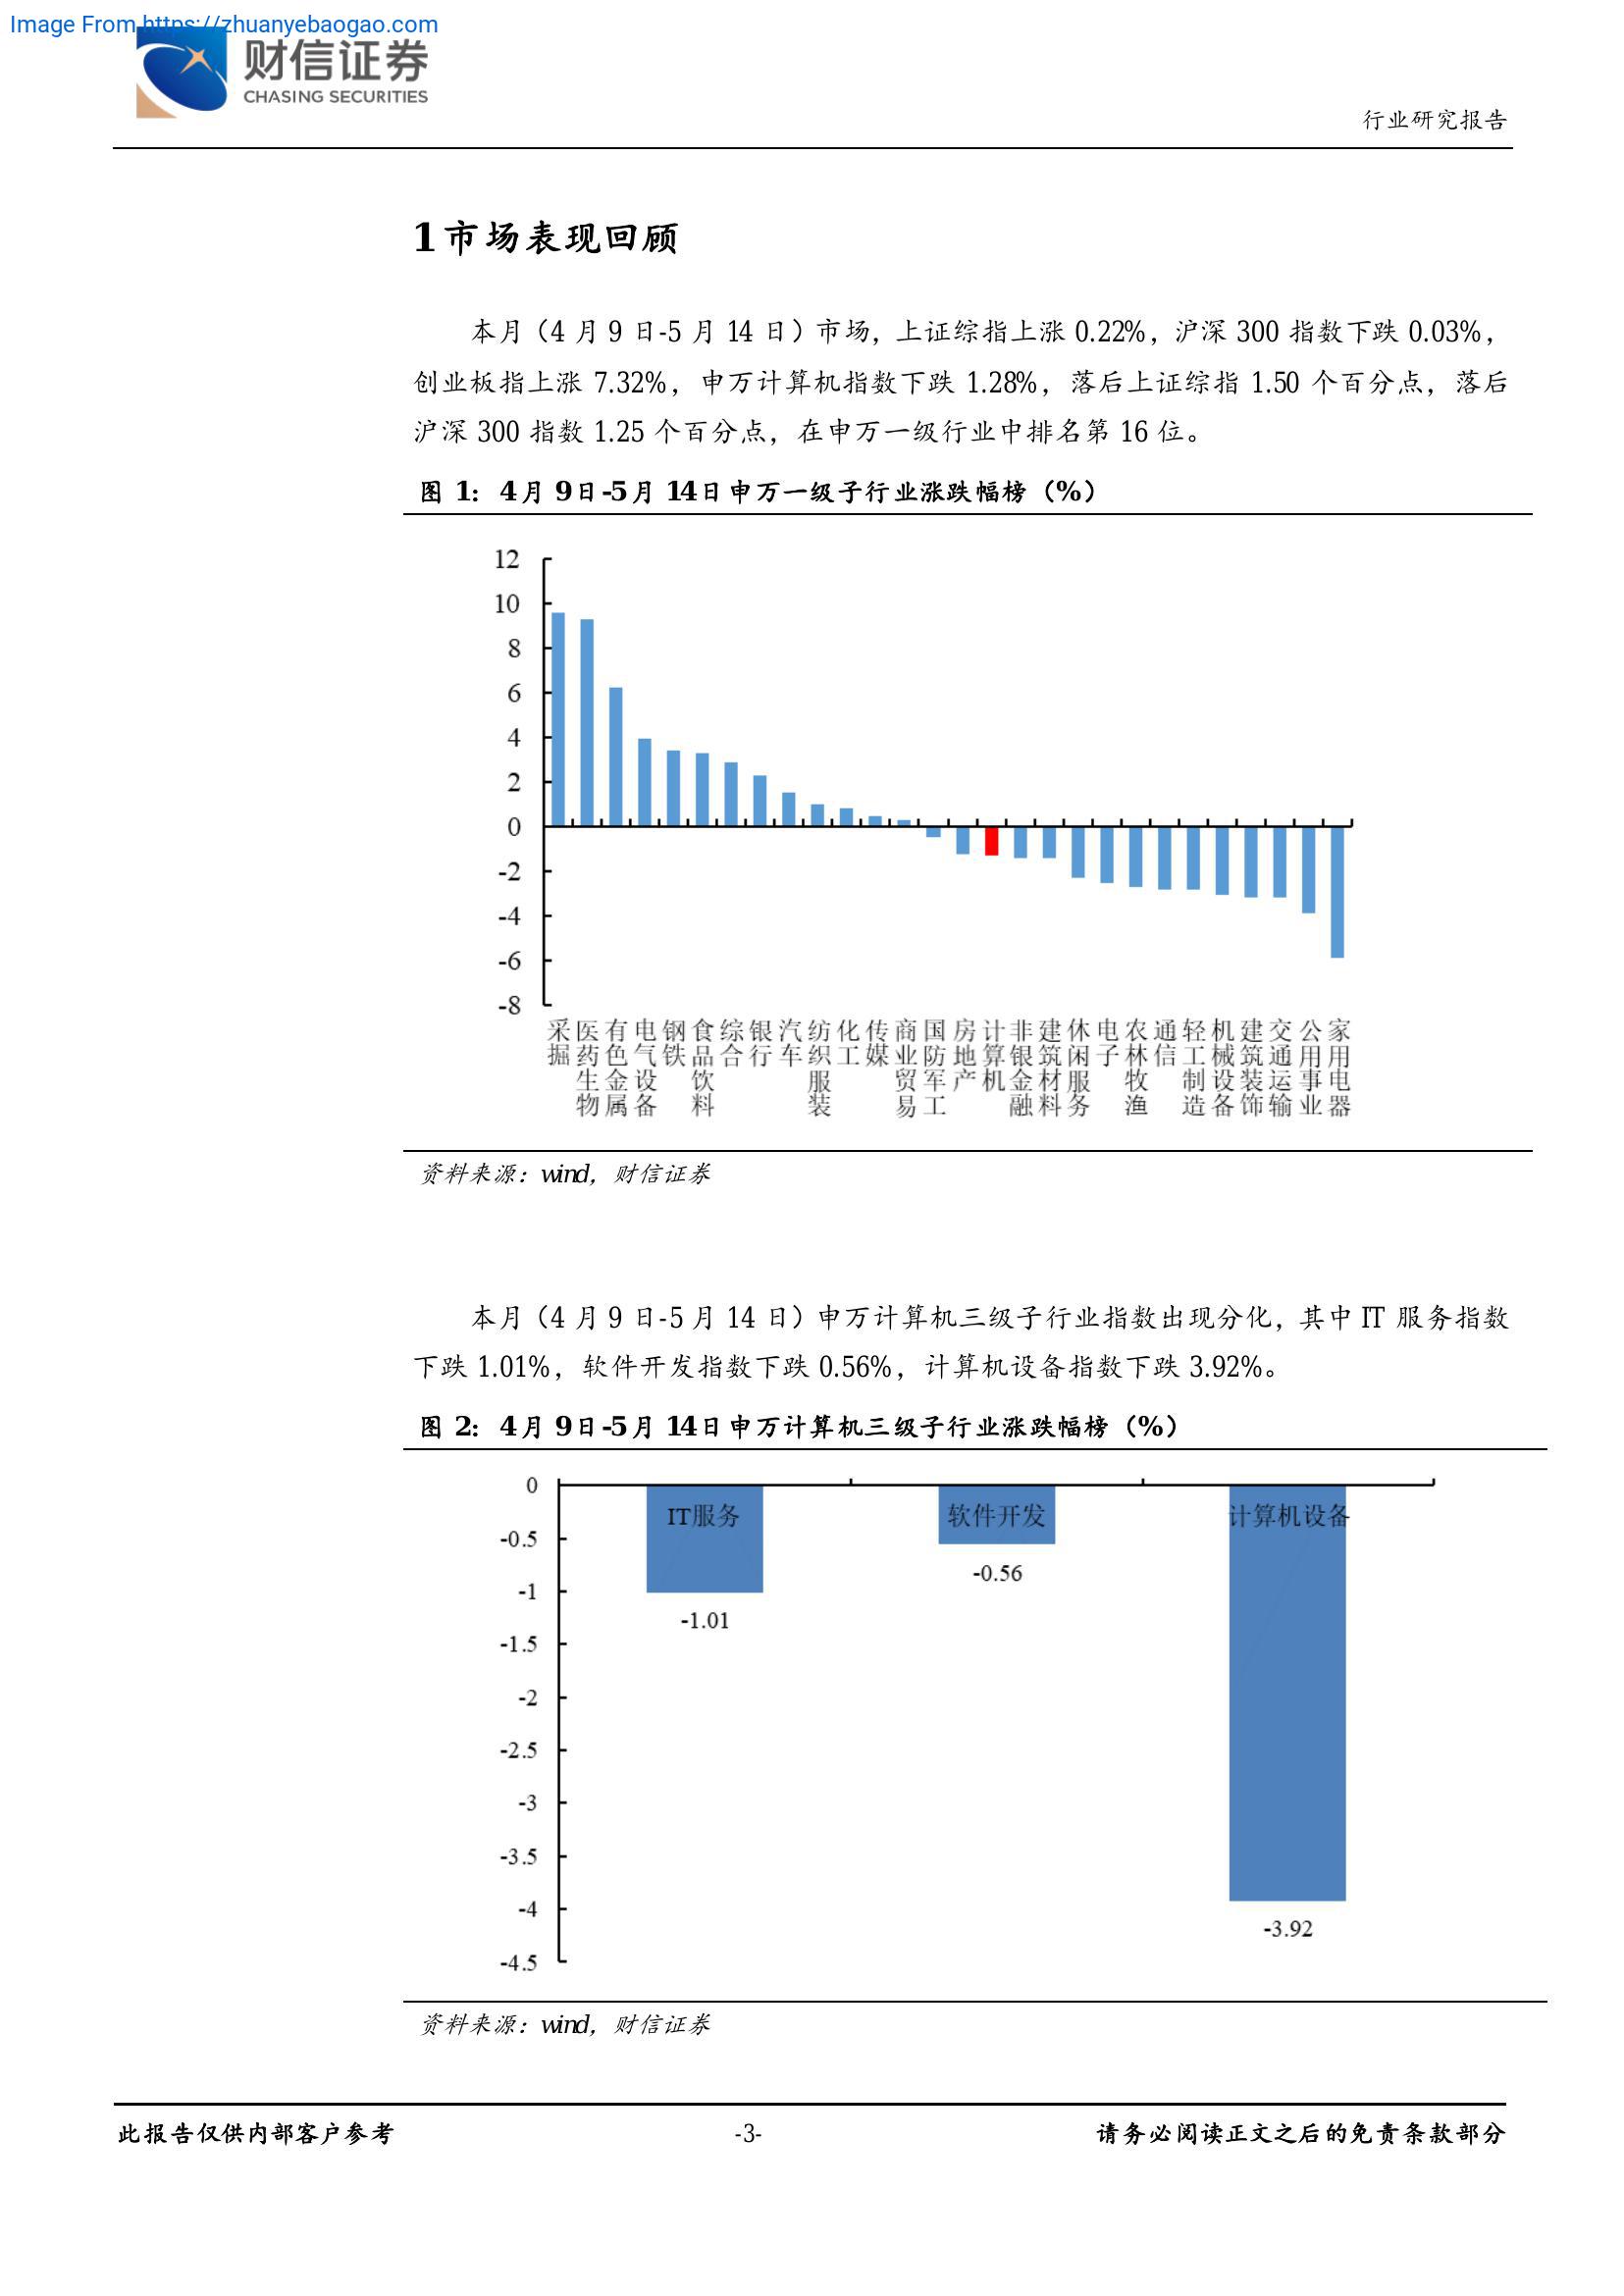 Image From https://zhuanyebaogao.com
财信证券
CHASING SECURITIES
行业研究报告
1 市场表现回顾
本月（4 月 9 日-5 月 14 日）市场，上证综指上涨 0.22%，沪深 300 指数下跌 0.03%，
创业板指上涨 7.32%，申万计算机指数下跌 1.28%，落后上证综指 1.50 个百分点，落后
沪深 300 指数 1.25 个百分点，在申万一级行业中排名第 16 位。
图 1：4 月 9 日-5 月 14 日申万一级子行业涨跌幅榜（%）
12
10
8
6
4
2
0
-2
-4
-6
-8
采掘
医药生物
有色金属
电气设备
钢铁
食品饮料
综合
银行
汽车
纺织服装
化工
传媒
商业贸易
国防军工
房地产
计算机
非银金融
建筑材料
休闲服务
电子
农林牧渔
通信
轻工制造
机械设备
建筑装饰
交通运输
公用事业
家用电器
资料来源：wind，财信证券
本月（4 月 9 日-5 月 14 日）申万计算机三级子行业指数出现分化，其中 IT 服务指数
下跌 1.01%，软件开发指数下跌 0.56%，计算机设备指数下跌 3.92%。
图 2：4 月 9 日-5 月 14 日申万计算机三级子行业涨跌幅榜（%）
0
-0.5
-1
-1.5
-2
-2.5
-3
-3.5
-4
-4.5
IT服务
软件开发
计算机设备
-1.01
-0.56
-3.92
资料来源：wind，财信证券
此报告仅供内部客户参考
-3-
请务必阅读正文之后的免责条款部分